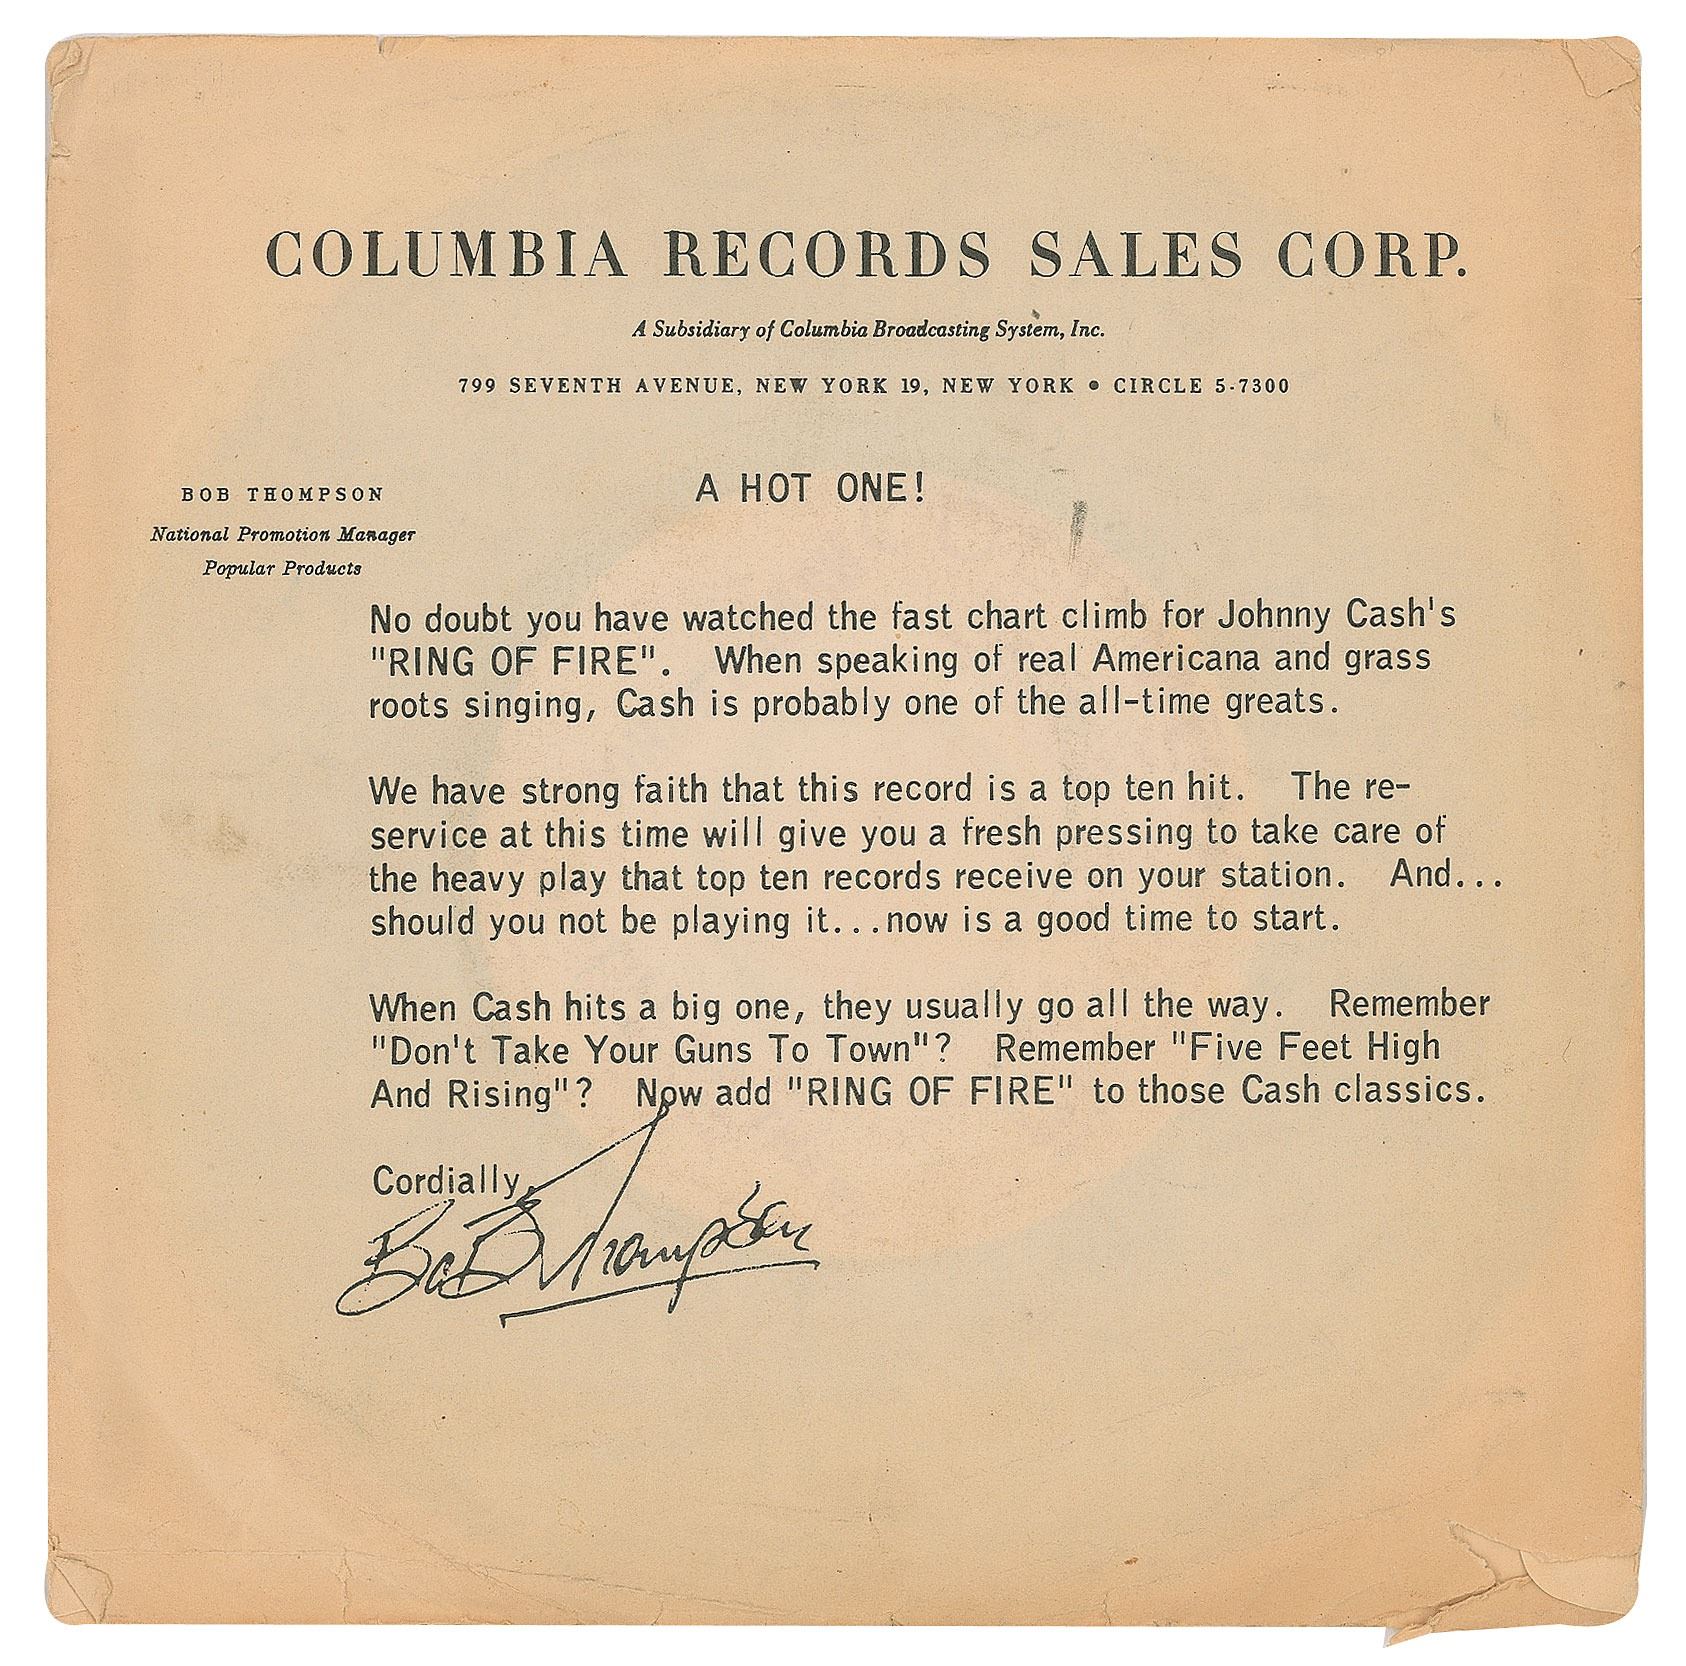 COLUMBIA RECORDS SALES CORP.
A Subsidiary of Columbia Broadcasting System, Inc.
799 SEVENTH AVENUE, NEW YORK 19, NEW YORK • CIRCLE 5-7300
A HOT ONE!
BOB THOMPSON
National Promotion Manager
Popular Products
No doubt you have watched the fast chart climb for Johnny Cash's
"RING OF FIRE". When speaking of real Americana and grass
roots singing, Cash is probably one of the all-time greats.
We have strong faith that this record is a top ten hit. The re-
service at this time will give you a fresh pressing to take care of
the heavy play that top ten records receive on your station. And...
should you not be playing it...now is a good time to start.
When Cash hits a big one, they usually go all the way. Remember
"Don't Take Your Guns To Town"? Remember "Five Feet High
And Rising"? Now add "RING OF FIRE" to those Cash classics.
Cordially,
Bob Thompson